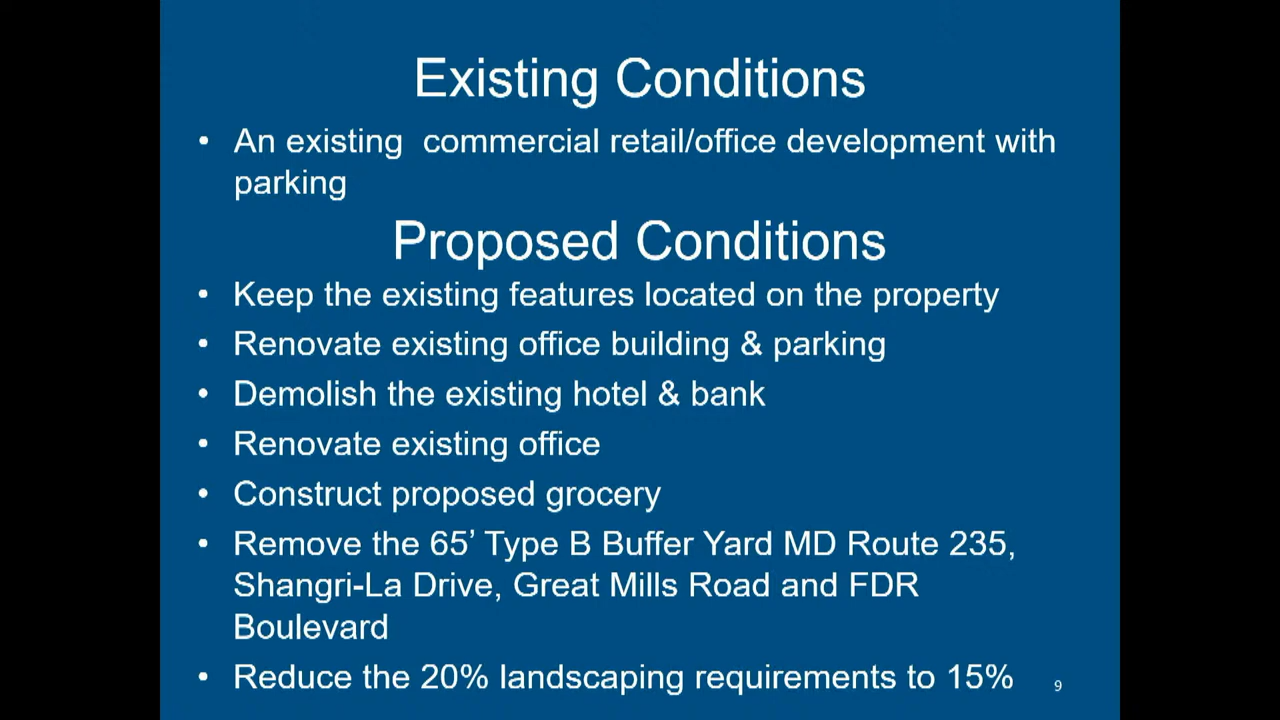 Existing Conditions
• An existing  commercial retail/office development with
parking
Proposed Conditions
• Keep the existing features located on the property
• Renovate existing office building & parking
• Demolish the existing hotel & bank
• Renovate existing office
• Construct proposed grocery
• Remove the 65’ Type B Buffer Yard MD Route 235,
Shangri-La Drive, Great Mills Road and FDR
Boulevard
• Reduce the 20% landscaping requirements to 15%
9